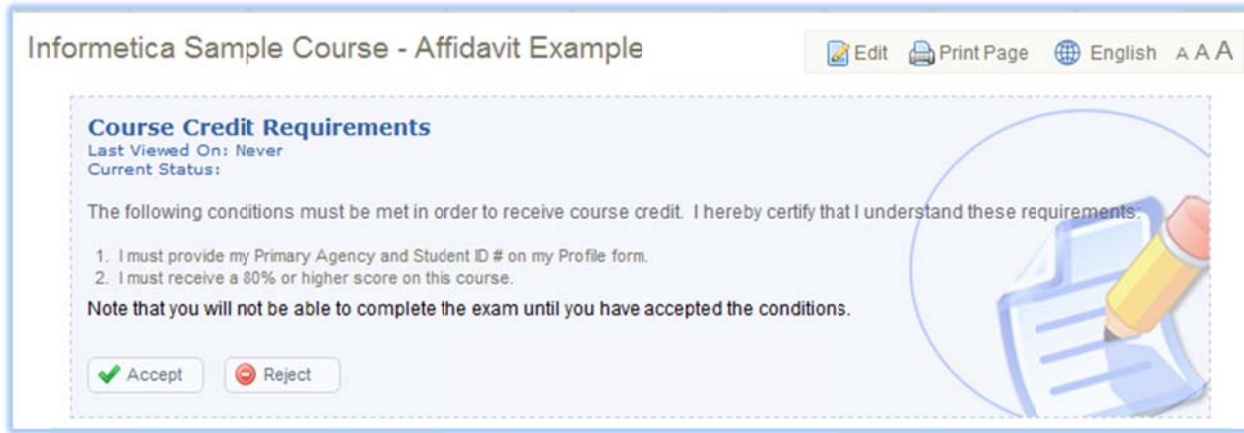 Informetica Sample Course - Affidavit Example
Edit Print Page English A A A
Course Credit Requirements
Last Viewed On: Never
Current Status:
The following conditions must be met in order to receive course credit. I hereby certify that I understand these requirements:
1. I must provide my Primary Agency and Student ID # on my Profile form.
2. I must receive a 80% or higher score on this course.
Note that you will not be able to complete the exam until you have accepted the conditions.
Accept Reject